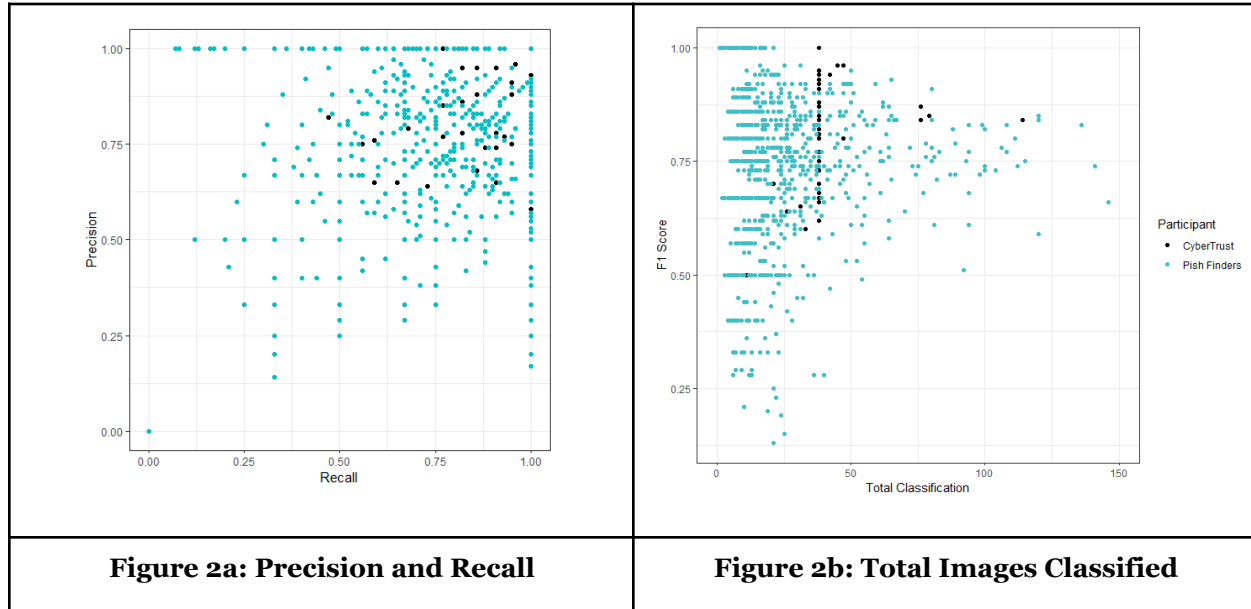 1.00
0.75
0.50
0.25
0.00
Precision
0.00 0.25 0.50 0.75 1.00
Recall
1.00
0.75
0.50
0.25
F1 Score
0 50 100 150
Total Classification
Participant
CyberTrust
Pish Finders
Figure 2a: Precision and Recall
Figure 2b: Total Images Classified